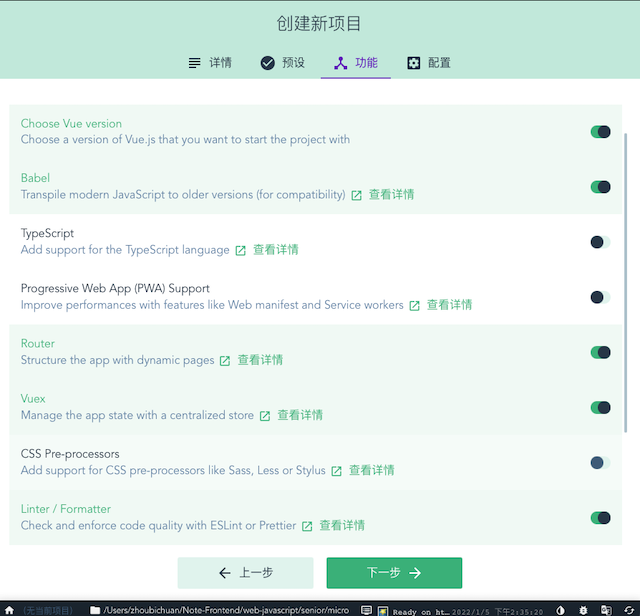 创建新项目
详情 预设 功能 配置
Choose Vue version
Choose a version of Vue.js that you want to start the project with
Babel
Transpile modern JavaScript to older versions (for compatibility) 查看详情
TypeScript
Add support for the TypeScript language 查看详情
Progressive Web App (PWA) Support
Improve performances with features like Web manifest and Service workers 查看详情
Router
Structure the app with dynamic pages 查看详情
Vuex
Manage the app state with a centralized store 查看详情
CSS Pre-processors
Add support for CSS pre-processors like Sass, Less or Stylus 查看详情
Linter / Formatter
Check and enforce code quality with ESLint or Prettier 查看详情
上一步 下一步
(无当前项目) /Users/zhoubichuan/Note-Frontend/web-javascript/senior/micro Ready on ht… 2022/1/5 下午2:35:20